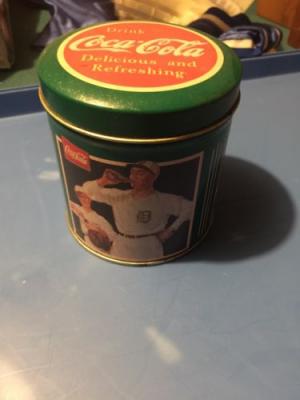 Drink
Coca-Cola
Delicious and
Refreshing
Coca-Cola
D